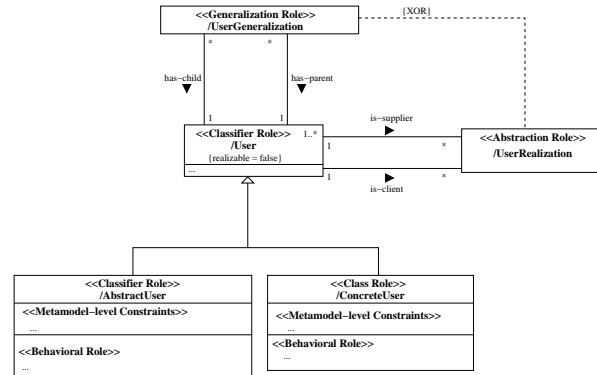 <<Generalization Role>>
/UserGeneralization
{XOR}
* *
has−child
has−parent
1 1
<<Classifier Role>> 1..*
/User
{realizable = false}
...
is−supplier
1 *
1 *
is−client
<<Abstraction Role>>
/UserRealization
<<Classifier Role>>
/AbstractUser
<<Metamodel−level Constraints>>
...
<<Behavioral Role>>
...
<<Class Role>>
/ConcreteUser
<<Metamodel−level Constraints>>
...
<<Behavioral Role>>
...